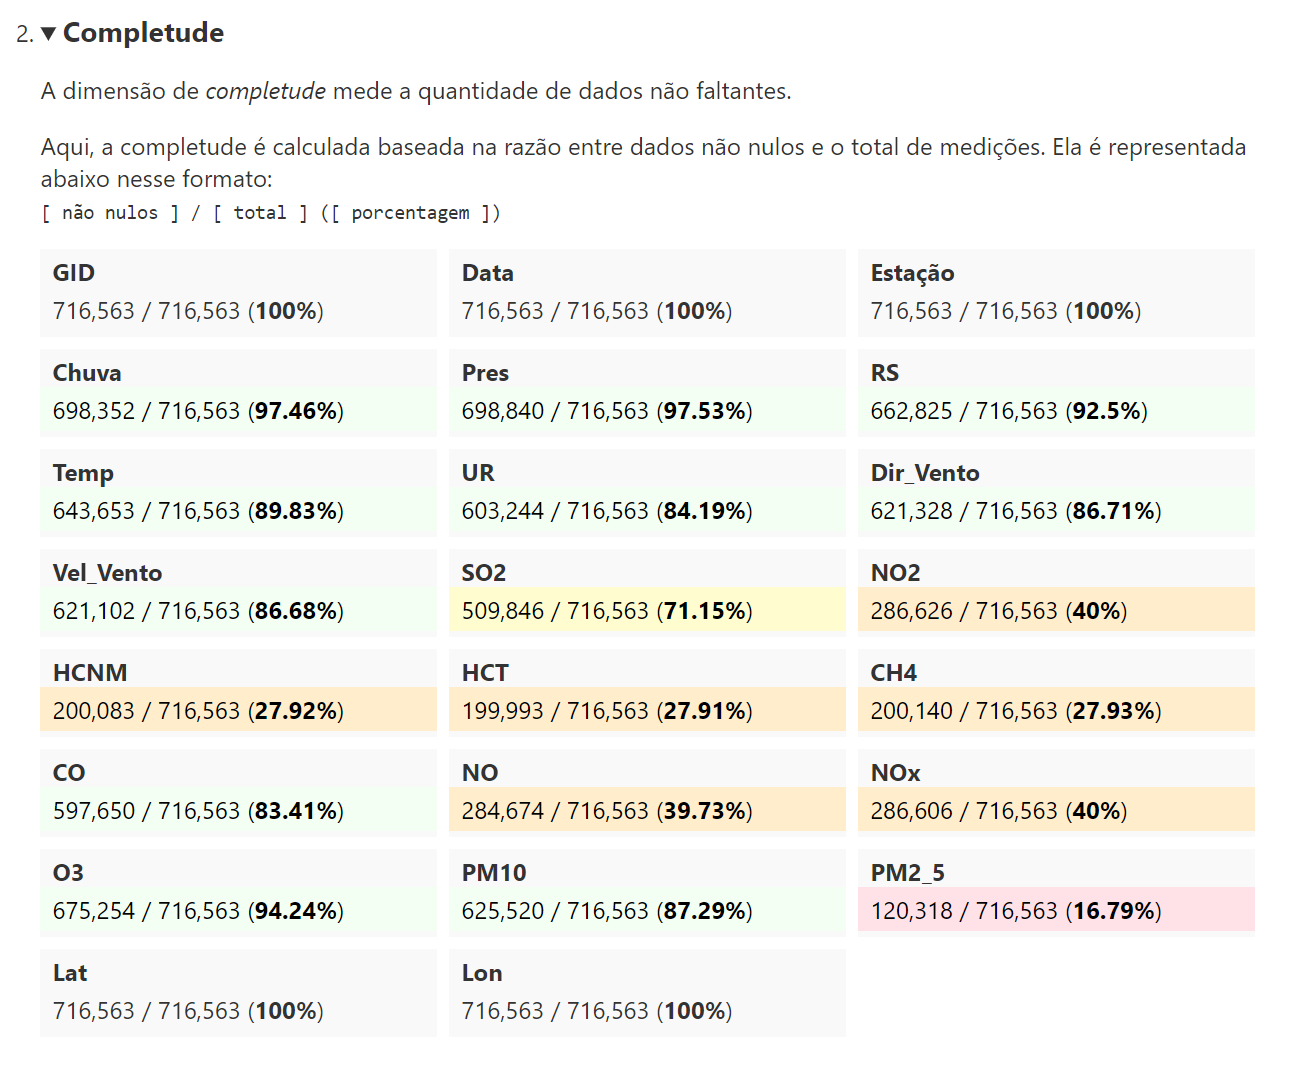 2. ▼ Completude
A dimensão de completude mede a quantidade de dados não faltantes.
Aqui, a completude é calculada baseada na razão entre dados não nulos e o total de medições. Ela é representada
abaixo nesse formato:
[ não nulos ] / [ total ] ([ porcentagem ])
GID
716,563 / 716,563 (100%)
Data
716,563 / 716,563 (100%)
Estação
716,563 / 716,563 (100%)
Chuva
698,352 / 716,563 (97.46%)
Pres
698,840 / 716,563 (97.53%)
RS
662,825 / 716,563 (92.5%)
Temp
643,653 / 716,563 (89.83%)
UR
603,244 / 716,563 (84.19%)
Dir_Vento
621,328 / 716,563 (86.71%)
Vel_Vento
621,102 / 716,563 (86.68%)
SO2
509,846 / 716,563 (71.15%)
NO2
286,626 / 716,563 (40%)
HCNM
200,083 / 716,563 (27.92%)
HCT
199,993 / 716,563 (27.91%)
CH4
200,140 / 716,563 (27.93%)
CO
597,650 / 716,563 (83.41%)
NO
284,674 / 716,563 (39.73%)
NOx
286,606 / 716,563 (40%)
O3
675,254 / 716,563 (94.24%)
PM10
625,520 / 716,563 (87.29%)
PM2_5
120,318 / 716,563 (16.79%)
Lat
716,563 / 716,563 (100%)
Lon
716,563 / 716,563 (100%)